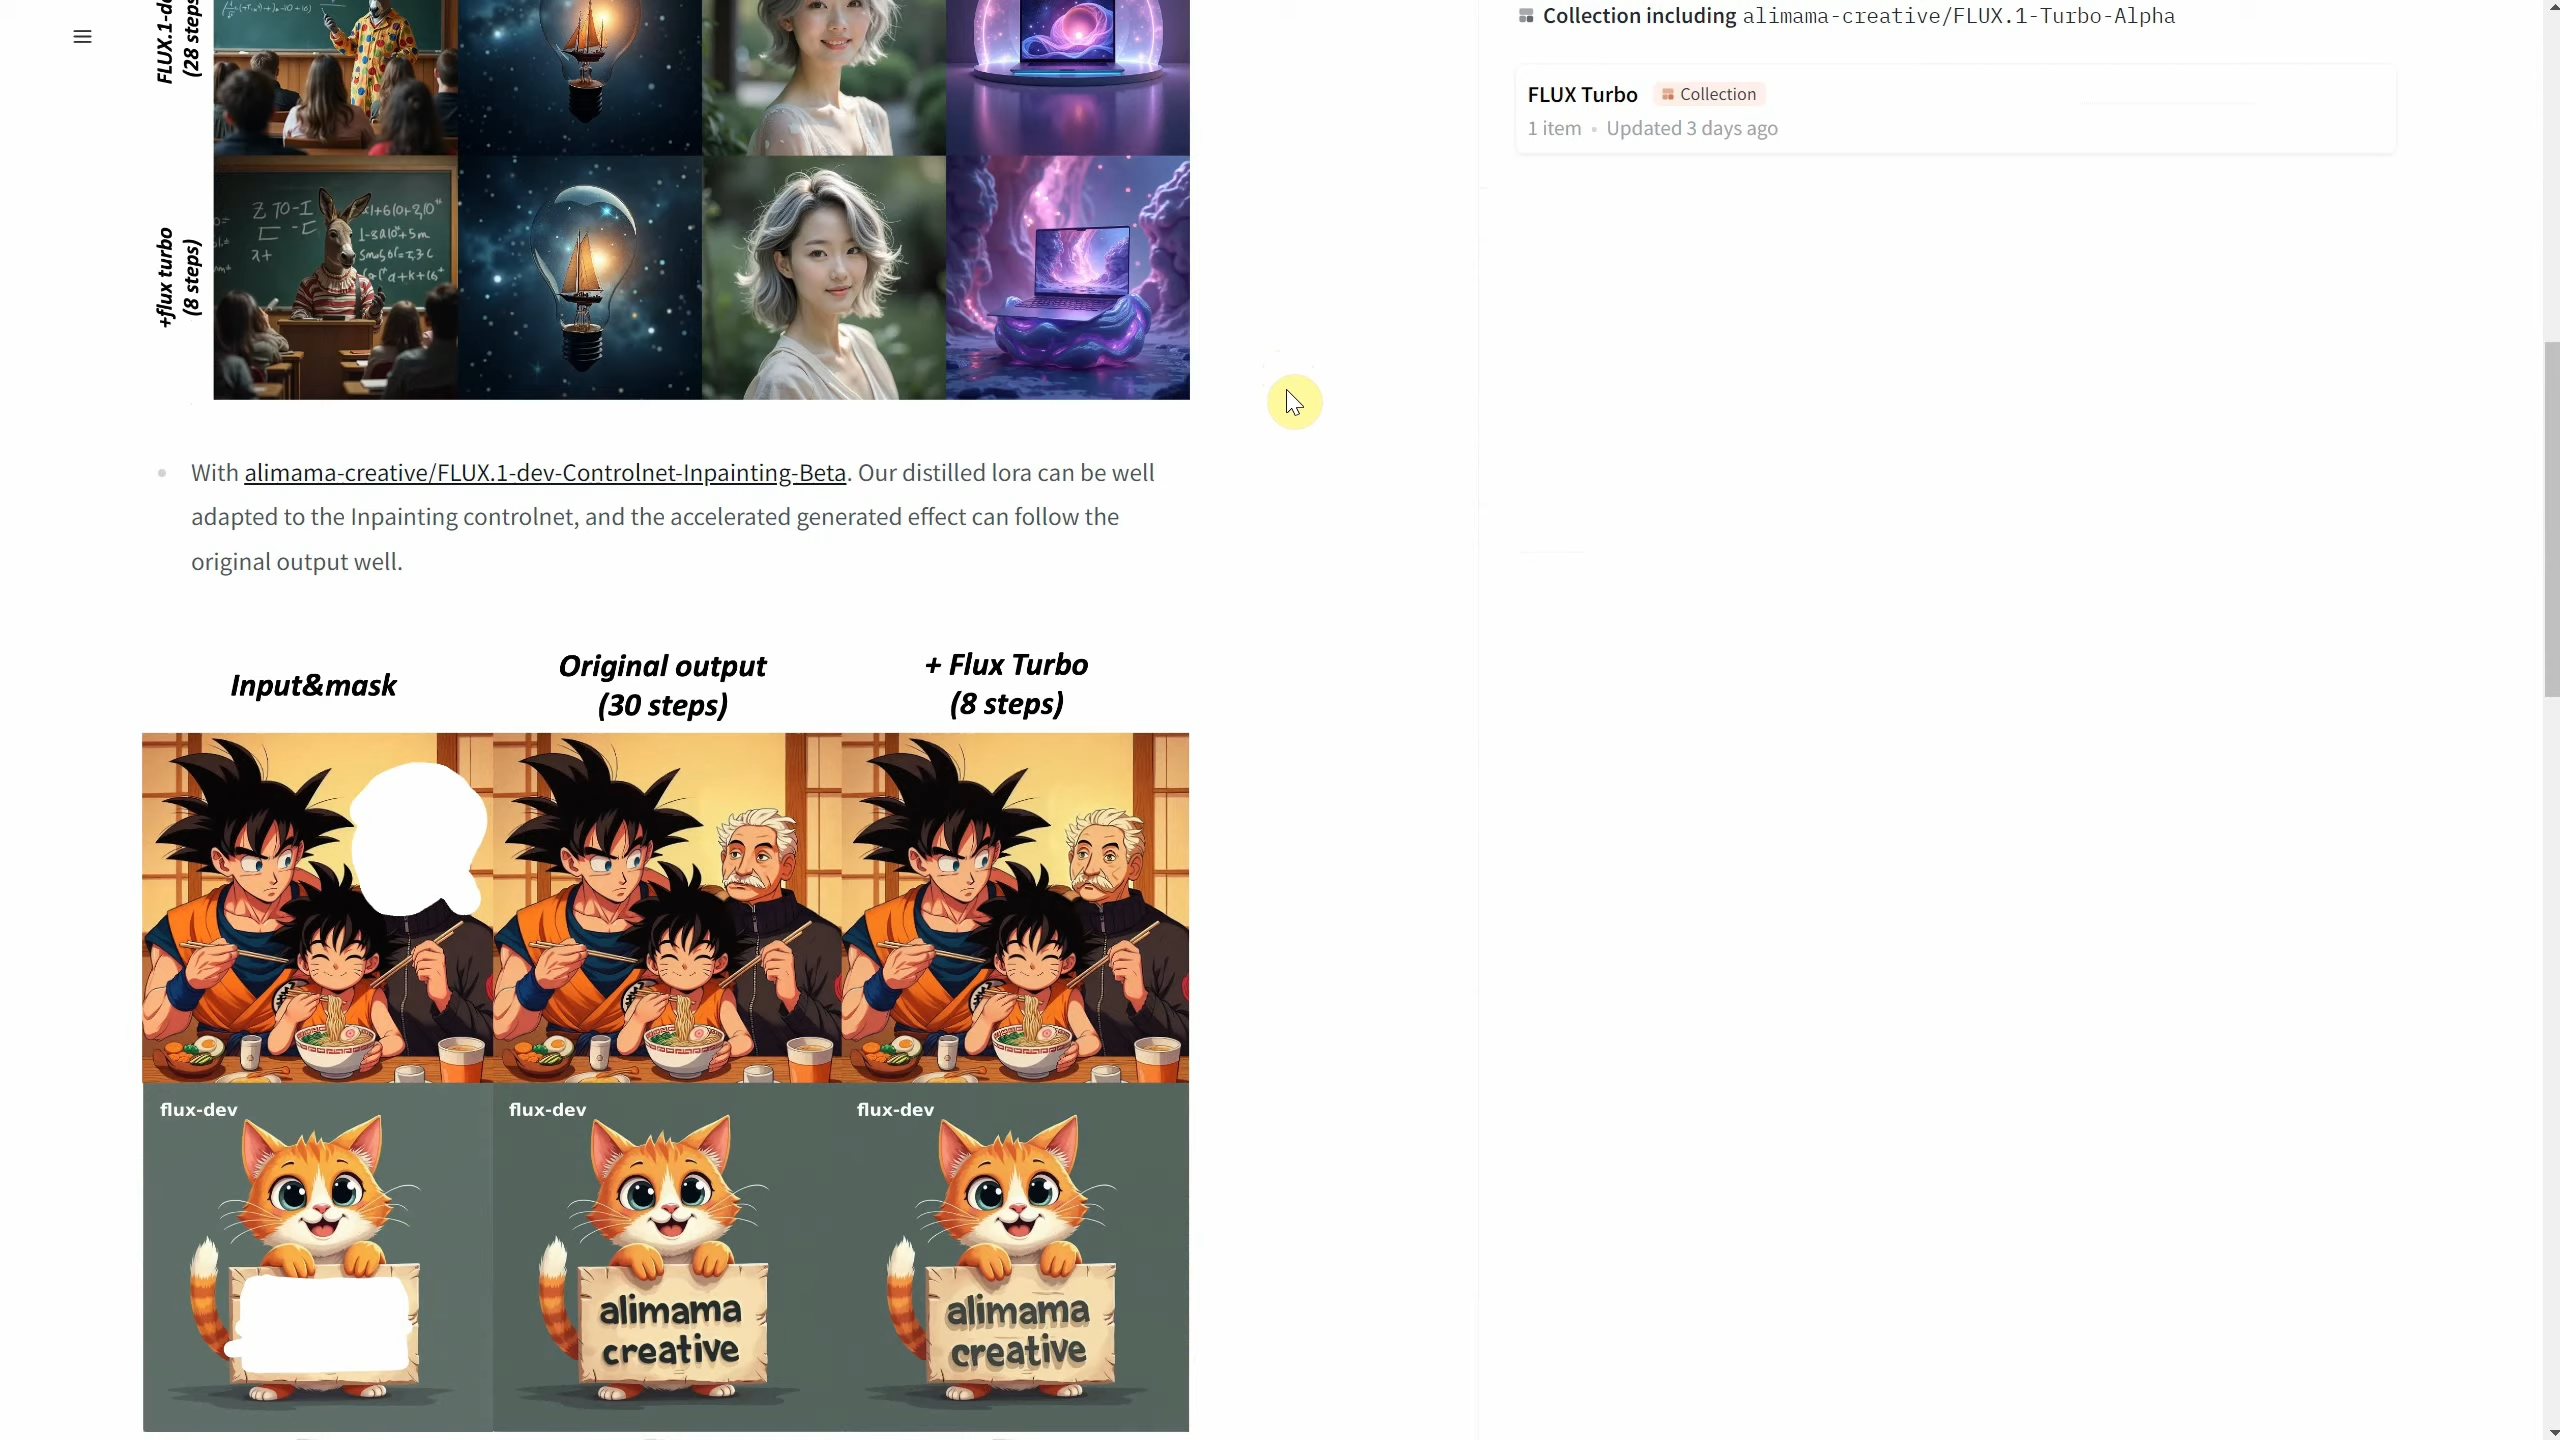 Collection including alimama-creative/FLUX.1-Turbo-Alpha
FLUX Turbo Collection
1 item • Updated 3 days ago
(28 steps)
+flux turbo
(8 steps)
Z TO-I
• With alimama-creative/FLUX.1-dev-Controlnet-Inpainting-Beta. Our distilled lora can be well
adapted to the Inpainting controlnet, and the accelerated generated effect can follow the
original output well.
Input&mask
Original output
(30 steps)
+ Flux Turbo
(8 steps)
flux-dev
flux-dev
flux-dev
alimama
creative
alimama
creative